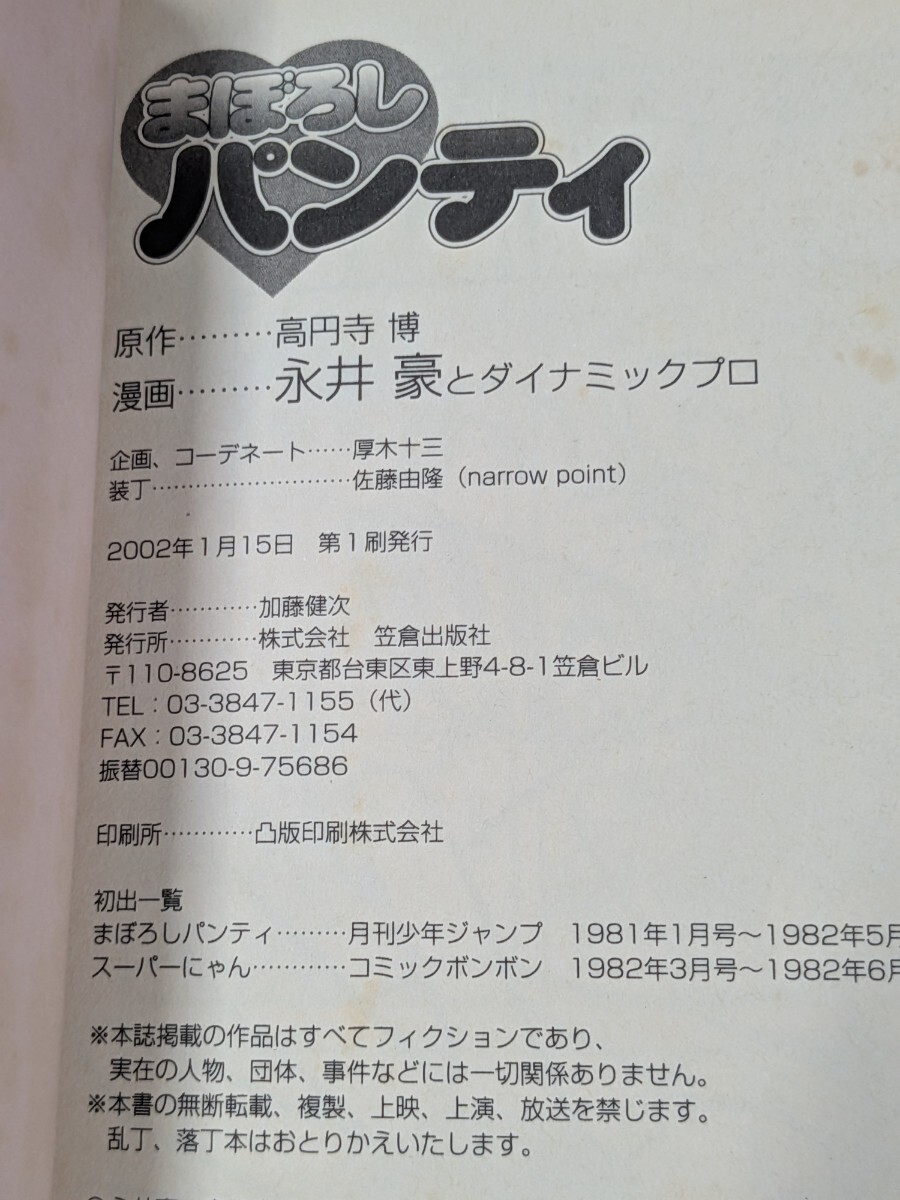 まぼろし
パンティ
原作………高円寺 博
漫画………永井 豪とダイナミックプロ
企画、コーデネート……厚木十三
装丁………………………佐藤由隆（narrow point）
2002年1月15日　第1刷発行
発行者…………加藤健次
発行所…………株式会社　笠倉出版社
〒110-8625　東京都台東区東上野4-8-1笠倉ビル
TEL：03-3847-1155（代）
FAX：03-3847-1154
振替00130-9-75686
印刷所…………凸版印刷株式会社
初出一覧
まぼろしパンティ………月刊少年ジャンプ　1981年1月号～1982年5月
スーパーにゃん…………コミックボンボン　1982年3月号～1982年6月
※本誌掲載の作品はすべてフィクションであり、
実在の人物、団体、事件などには一切関係ありません。
※本書の無断転載、複製、上映、上演、放送を禁じます。
乱丁、落丁本はおとりかえいたします。